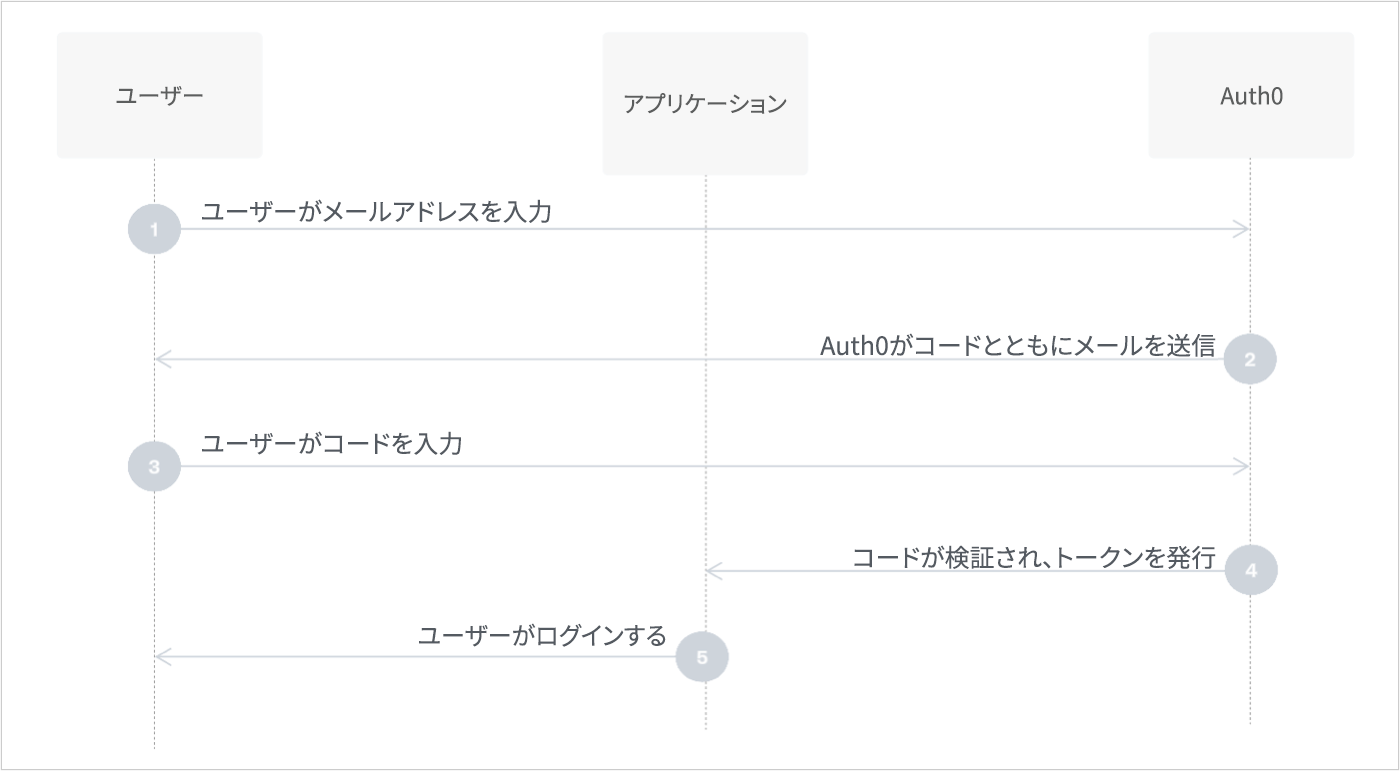 ユーザー
アプリケーション
Auth0
ユーザーがメールアドレスを入力
1
Auth0がコードとともにメールを送信
2
ユーザーがコードを入力
3
コードが検証され、トークンを発行
4
ユーザーがログインする
5